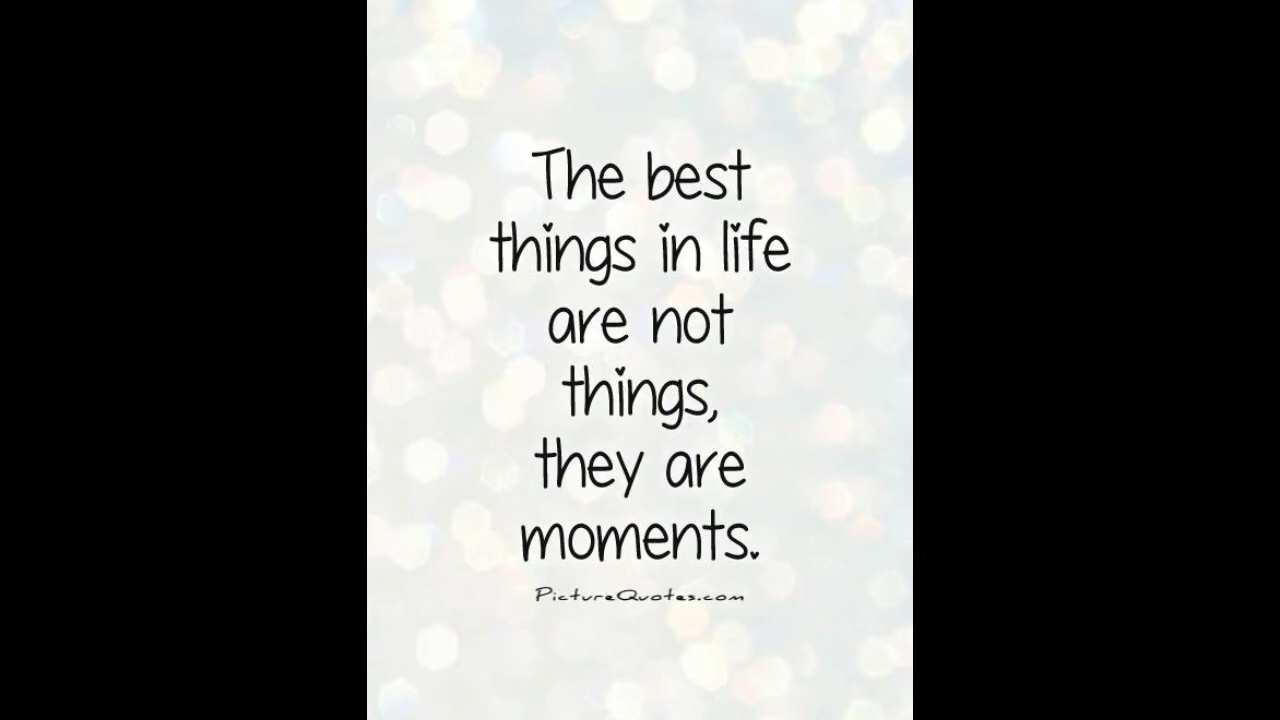 The best
things in life
are not
things,
they are
moments.
PictureQuotes.com